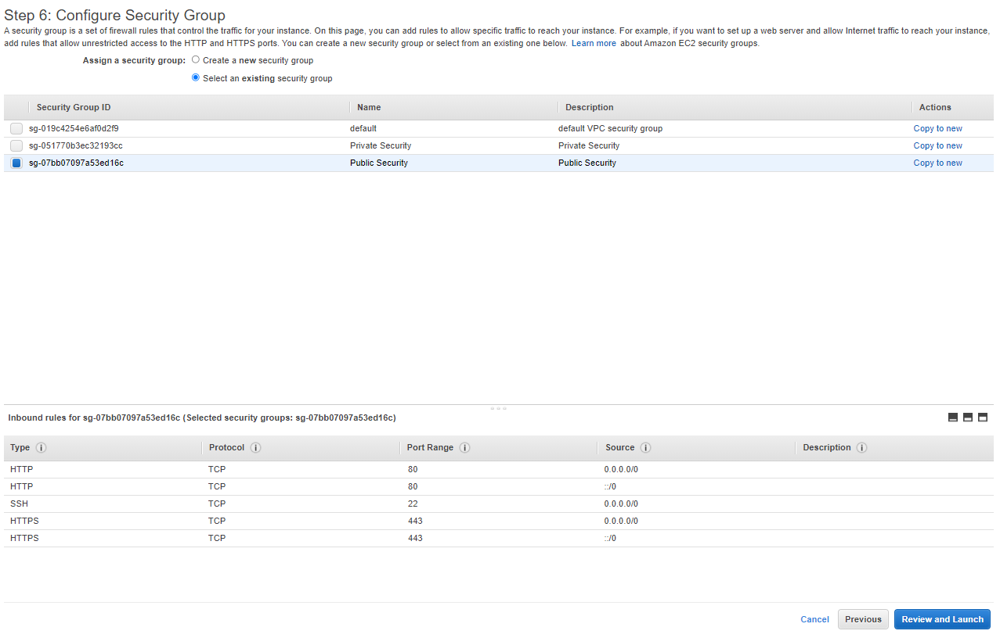 Step 6: Configure Security Group
A security group is a set of firewall rules that control the traffic for your instance. On this page, you can add rules to allow specific traffic to reach your instance. For example, if you want to set up a web server and allow Internet traffic to reach your instance,
add rules that allow unrestricted access to the HTTP and HTTPS ports. You can create a new security group or select from an existing one below. Learn more about Amazon EC2 security groups.
Assign a security group: Create a new security group
Select an existing security group
Security Group ID Name Description Actions
sg-019c4254e6af0d2f9 default default VPC security group Copy to new
sg-051770b3ec32193cc Private Security Private Security Copy to new
sg-07bb07097a53ed16c Public Security Public Security Copy to new
Inbound rules for sg-07bb07097a53ed16c (Selected security groups: sg-07bb07097a53ed16c)
Type i Protocol i Port Range i Source i Description i
HTTP TCP 80 0.0.0.0/0
HTTP TCP 80 ::/0
SSH TCP 22 0.0.0.0/0
HTTPS TCP 443 0.0.0.0/0
HTTPS TCP 443 ::/0
Cancel Previous Review and Launch